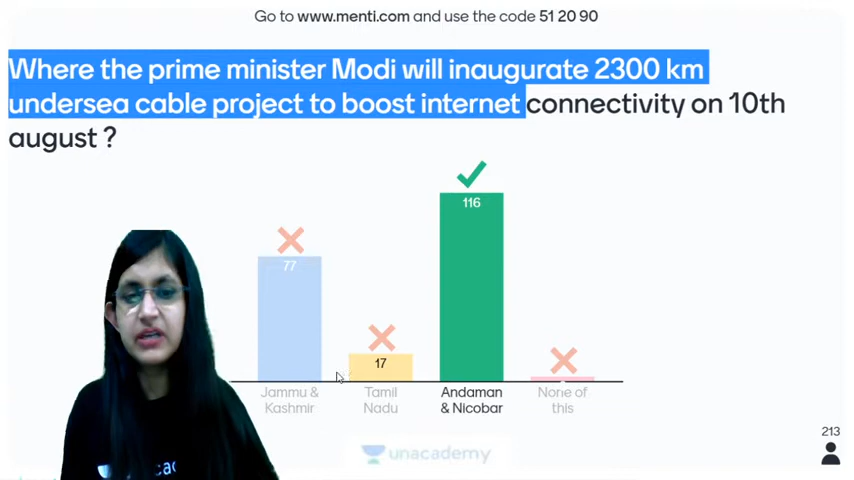 Go to www.menti.com and use the code 51 20 90
Where the prime minister Modi will inaugurate 2300 km
undersea cable project to boost internet connectivity on 10th
august ?
77
17
116
Jammu &
Kashmir
Tamil
Nadu
Andaman
& Nicobar
None of
this
213
unacademy